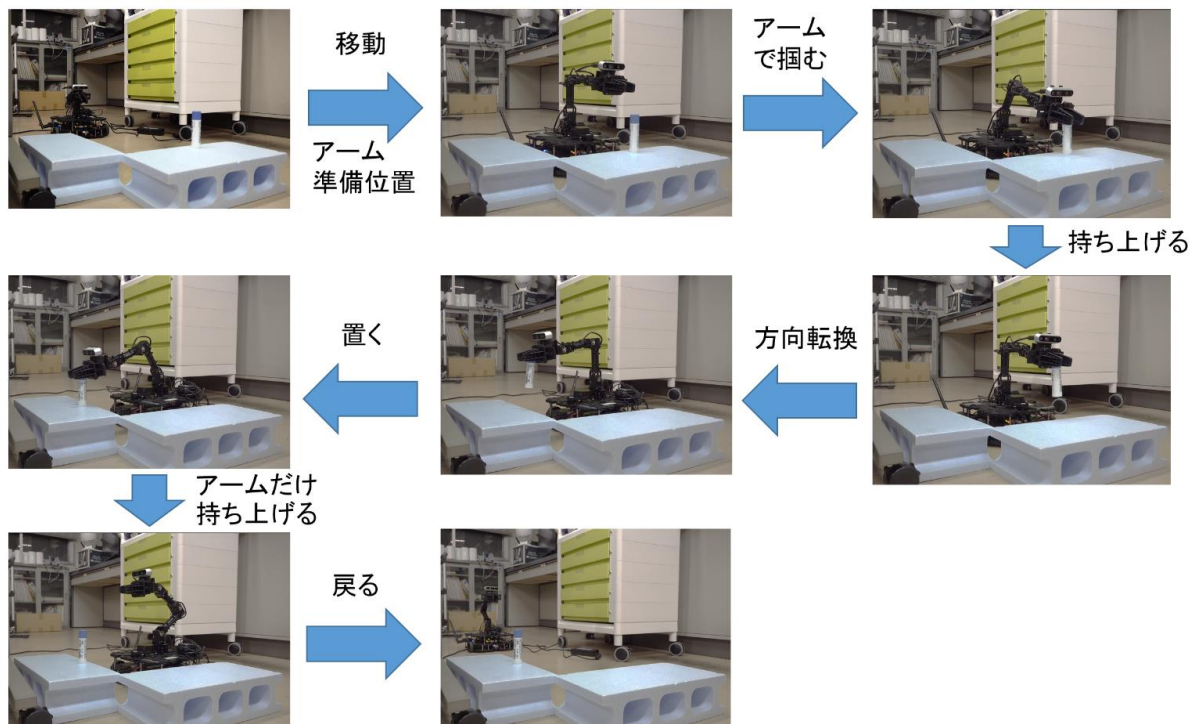 移動
アーム
準備位置
アーム
で掴む
持ち上げる
方向転換
置く
アームだけ
持ち上げる
戻る